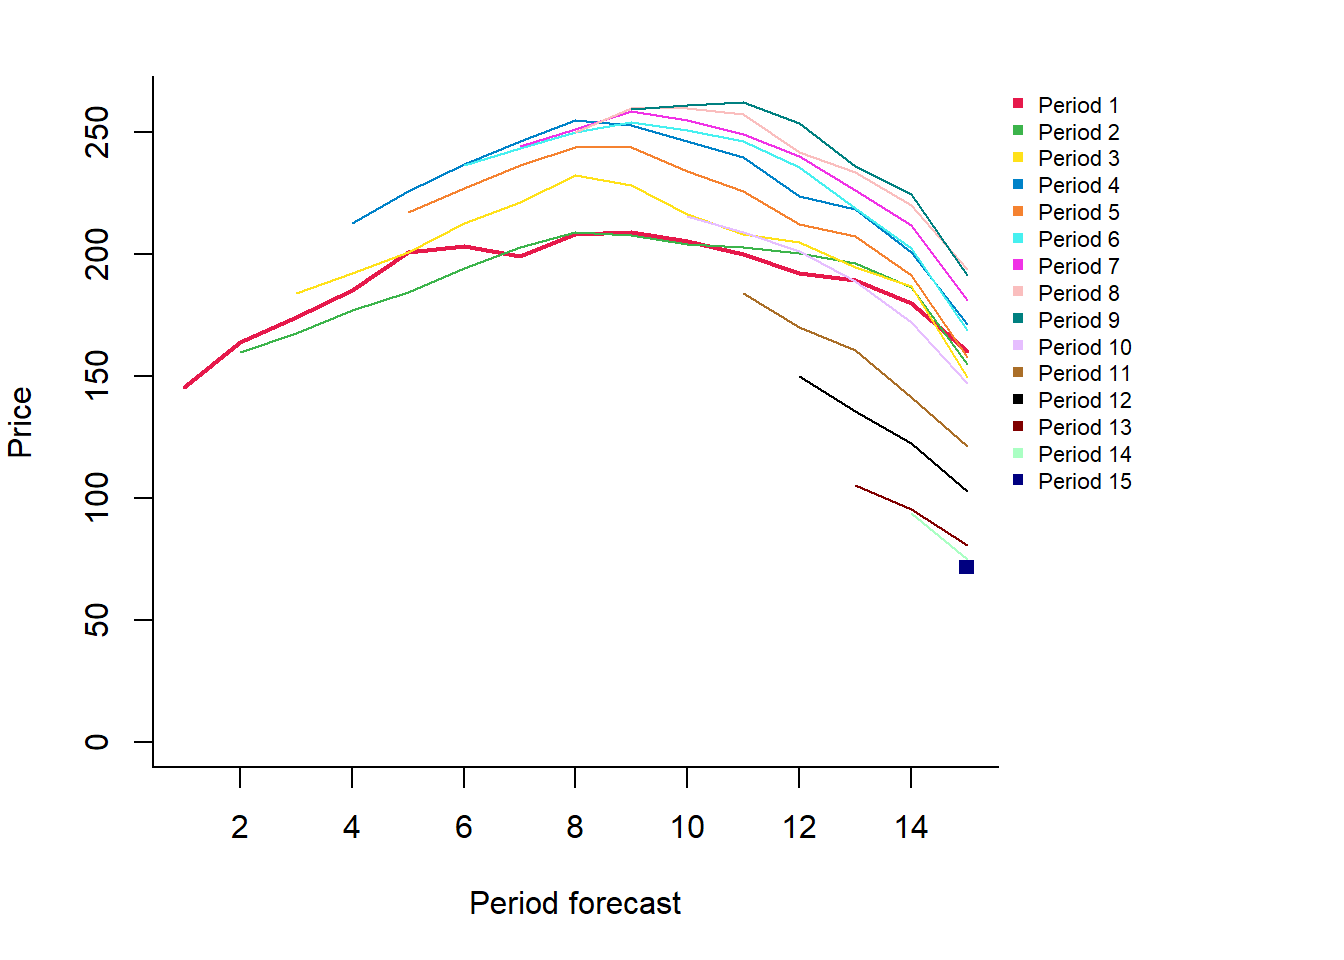 Price
250
200
150
100
50
0
2 4 6 8 10 12 14
Period forecast
Period 1
Period 2
Period 3
Period 4
Period 5
Period 6
Period 7
Period 8
Period 9
Period 10
Period 11
Period 12
Period 13
Period 14
Period 15